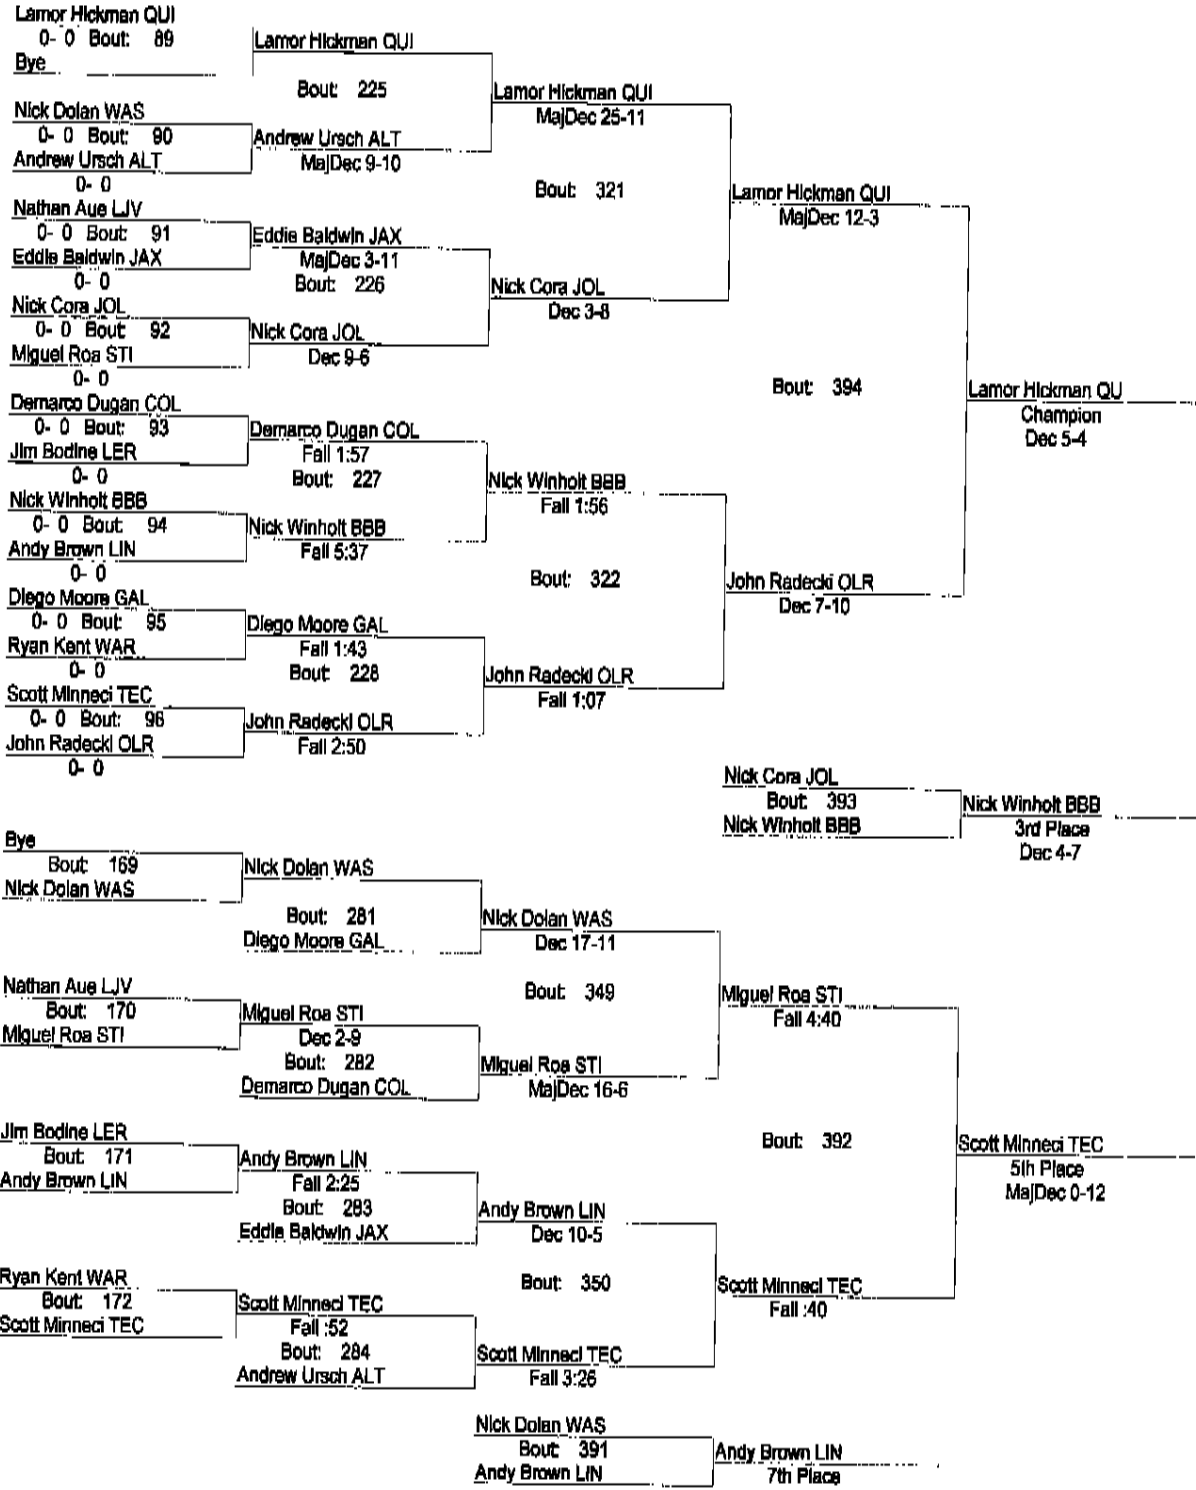 Lamor Hickman QUI
0- 0 Bout: 89
Bye
Lamor Hickman QUI
Bout: 225
Nick Dolan WAS
0- 0 Bout: 90
Andrew Ursch ALT
0- 0
Andrew Ursch ALT
MajDec 9-10
Lamor Hickman QUI
MajDec 25-11
Bout: 321
Nathan Aue LJV
0- 0 Bout: 91
Eddie Baldwin JAX
0- 0
Eddie Baldwin JAX
MajDec 3-11
Bout: 226
Nick Cora JOL
0- 0 Bout: 92
Miguel Roa STI
0- 0
Nick Cora JOL
Dec 9-6
Nick Cora JOL
Dec 3-8
Lamor Hickman QUI
MajDec 12-3
Bout: 394
Lamor Hickman QU
Champion
Dec 5-4
Demarco Dugan COL
0- 0 Bout: 93
Jim Bodine LER
0- 0
Demarco Dugan COL
Fall 1:57
Bout: 227
Nick Winholt BBB
0- 0 Bout: 94
Andy Brown LIN
0- 0
Nick Winholt BBB
Fall 5:37
Nick Winholt BBB
Fall 1:56
Bout: 322
Diego Moore GAL
0- 0 Bout: 95
Ryan Kent WAR
0- 0
Diego Moore GAL
Fall 1:43
Bout: 228
Scott Minneci TEC
0- 0 Bout: 96
John Radecki OLR
0- 0
John Radecki OLR
Fall 2:50
John Radecki OLR
Fall 1:07
John Radecki OLR
Dec 7-10
Nick Cora JOL
Bout: 393
Nick Winholt BBB
Nick Winholt BBB
3rd Place
Dec 4-7
Bye
Bout: 169
Nick Dolan WAS
Nick Dolan WAS
Bout: 281
Diego Moore GAL
Nick Dolan WAS
Dec 17-11
Bout: 349
Nathan Aue LJV
Bout: 170
Miguel Roa STI
Miguel Roa STI
Dec 2-9
Bout: 282
Demarco Dugan COL
Miguel Roa STI
MajDec 16-6
Miguel Roa STI
Fall 4:40
Bout: 392
Scott Minneci TEC
5th Place
MajDec 0-12
Jim Bodine LER
Bout: 171
Andy Brown LIN
Andy Brown LIN
Fall 2:25
Bout: 283
Eddie Baldwin JAX
Andy Brown LIN
Dec 10-5
Bout: 350
Ryan Kent WAR
Bout: 172
Scott Minneci TEC
Scott Minneci TEC
Fall :52
Bout: 284
Andrew Ursch ALT
Scott Minneci TEC
Fall 3:26
Scott Minneci TEC
Fall :40
Nick Dolan WAS
Bout: 391
Andy Brown LIN
Andy Brown LIN
7th Place